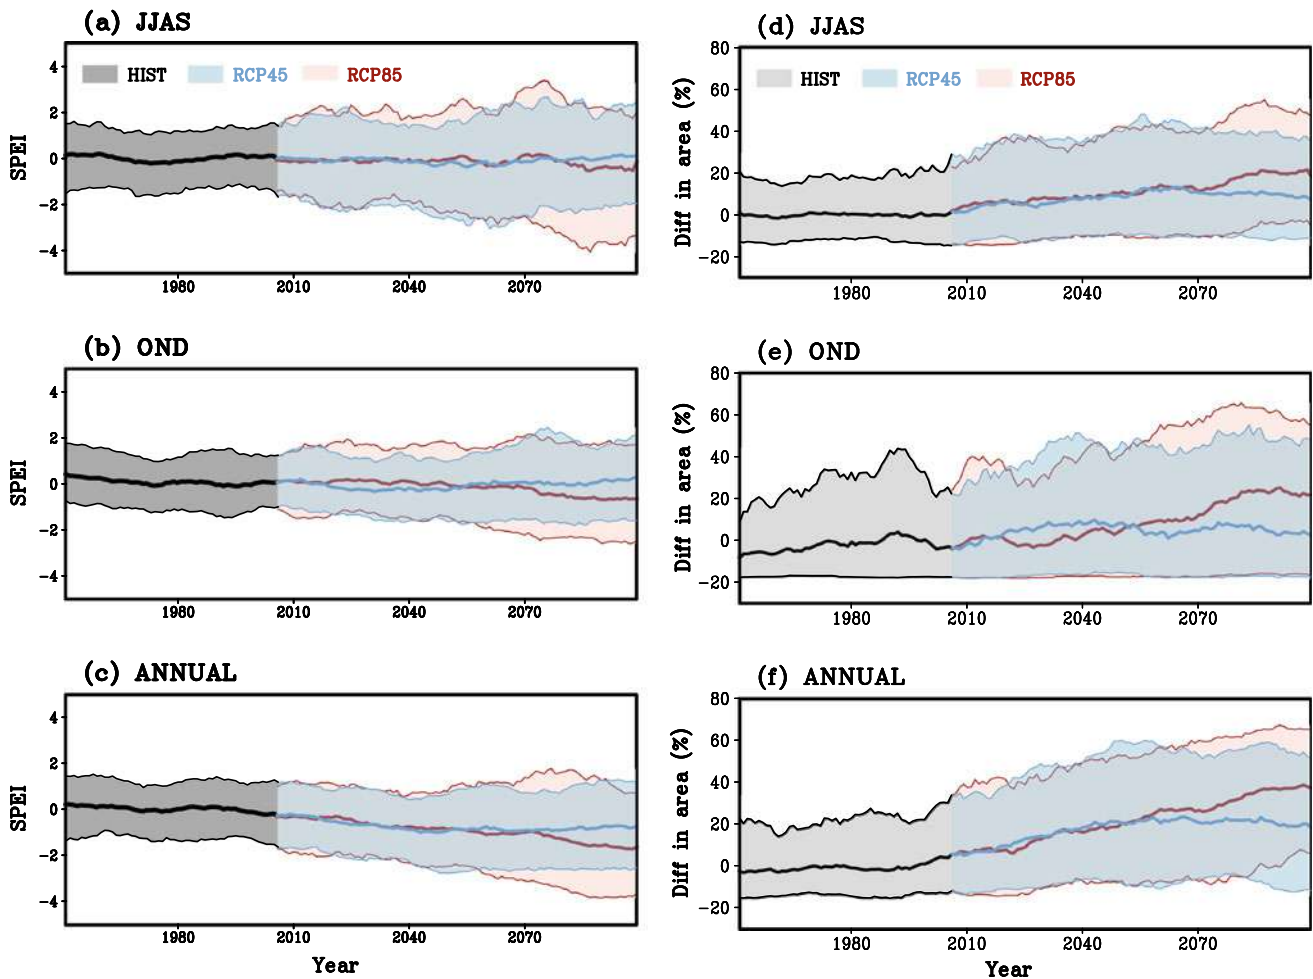 (a) JJAS
HIST RCP45 RCP85
4
2
0
-2
-4
SPEI
1980 2010 2040 2070
(d) JJAS
HIST RCP45 RCP85
80
60
40
20
0
-20
Diff in area (%)
1980 2010 2040 2070
(b) OND
4
2
0
-2
-4
SPEI
1980 2010 2040 2070
(e) OND
80
60
40
20
0
-20
Diff in area (%)
1980 2010 2040 2070
(c) ANNUAL
4
2
0
-2
-4
SPEI
1980 2010 2040 2070
Year
(f) ANNUAL
80
60
40
20
0
-20
Diff in area (%)
1980 2010 2040 2070
Year